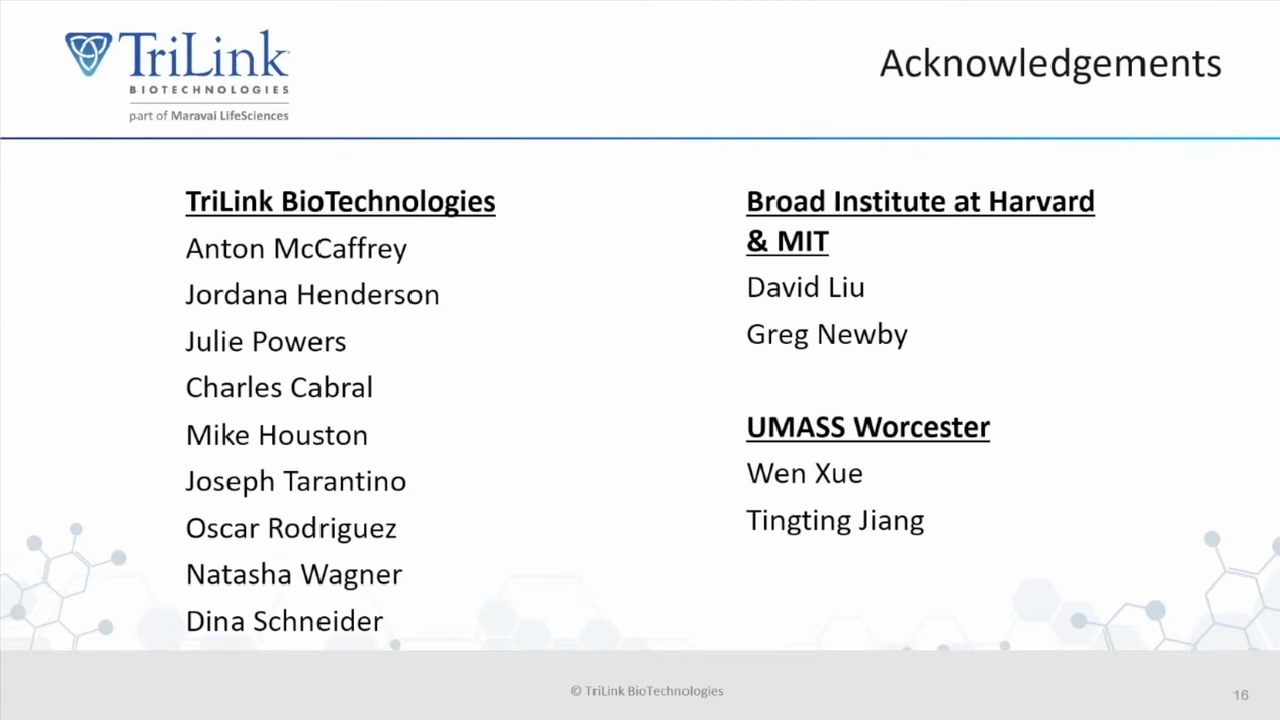 TriLink
BIOTECHNOLOGIES
part of Maravai LifeSciences
Acknowledgements
TriLink BioTechnologies
Anton McCaffrey
Jordana Henderson
Julie Powers
Charles Cabral
Mike Houston
Joseph Tarantino
Oscar Rodriguez
Natasha Wagner
Dina Schneider
Broad Institute at Harvard
& MIT
David Liu
Greg Newby
UMASS Worcester
Wen Xue
Tingting Jiang
© TriLink BioTechnologies
16